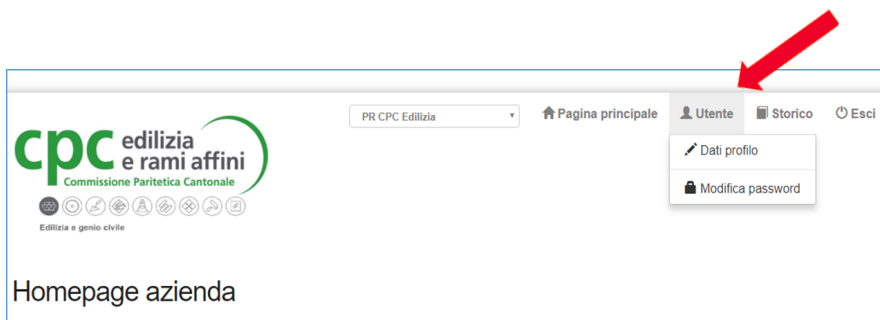 PR CPC Edilizia
Pagina principale
Utente
Storico
Esci
Dati profilo
Modifica password
cpc edilizia
e rami affini
Commissione Paritetica Cantonale
Edilizia e genio civile
Homepage azienda